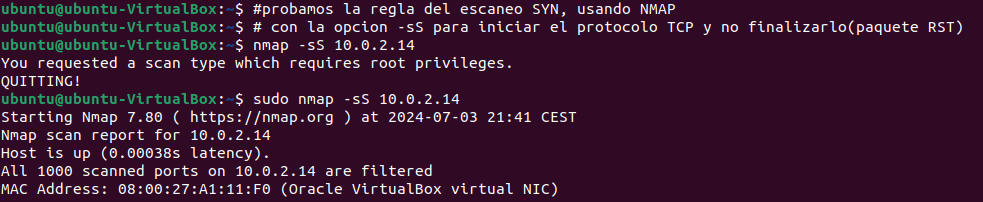 ubuntu@ubuntu-VirtualBox:~$ #probamos la regla del escaneo SYN, usando NMAP
ubuntu@ubuntu-VirtualBox:~$ # con la opcion -sS para iniciar el protocolo TCP y no finalizarlo(paquete RST)
ubuntu@ubuntu-VirtualBox:~$ nmap -sS 10.0.2.14
You requested a scan type which requires root privileges.
QUITTING!
ubuntu@ubuntu-VirtualBox:~$ sudo nmap -sS 10.0.2.14
Starting Nmap 7.80 ( https://nmap.org ) at 2024-07-03 21:41 CEST
Nmap scan report for 10.0.2.14
Host is up (0.00038s latency).
All 1000 scanned ports on 10.0.2.14 are filtered
MAC Address: 08:00:27:A1:11:F0 (Oracle VirtualBox virtual NIC)